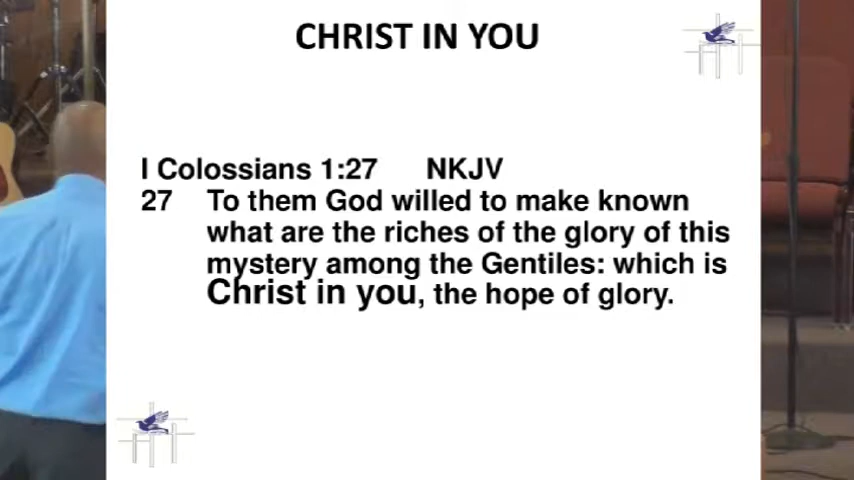 CHRIST IN YOU
I Colossians 1:27 NKJV
27 To them God willed to make known
what are the riches of the glory of this
mystery among the Gentiles: which is
Christ in you, the hope of glory.